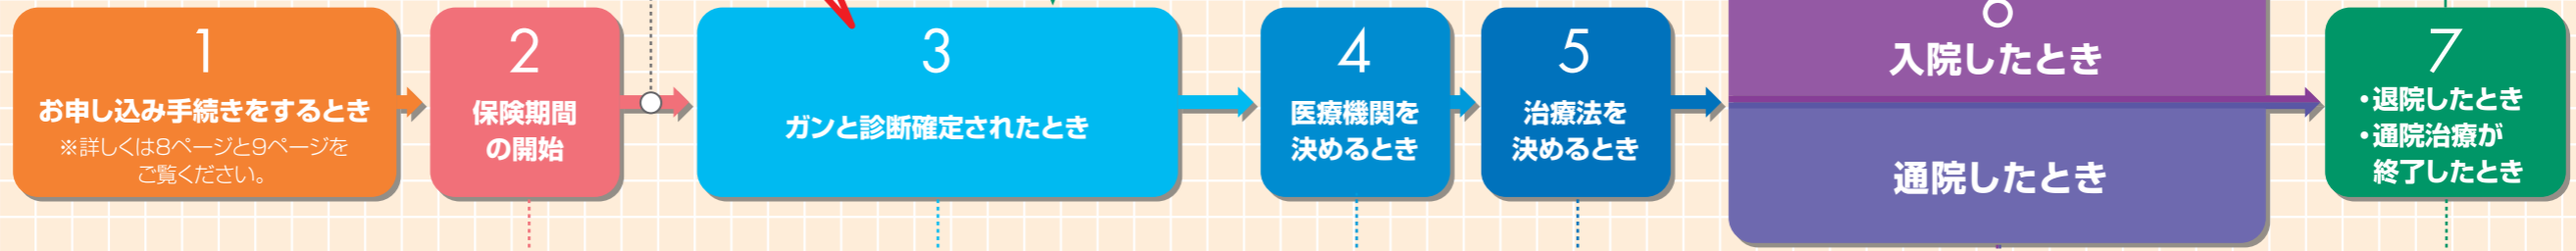 1
お申し込み手続きをするとき
※詳しくは8ページと9ページを
ご覧ください。
2
保険期間
の開始
3
ガンと診断確定されたとき
4
医療機関を
決めるとき
5
治療法を
決めるとき
入院したとき
通院したとき
7
・退院したとき
・通院治療が
終了したとき